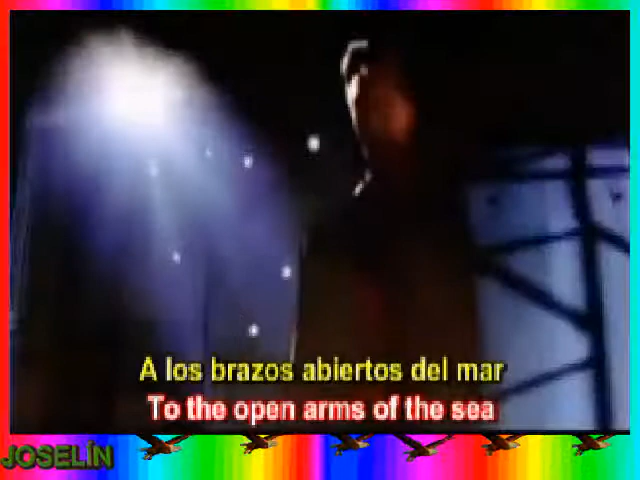 A los brazos abiertos del mar
To the open arms of the sea
JOSELÍN